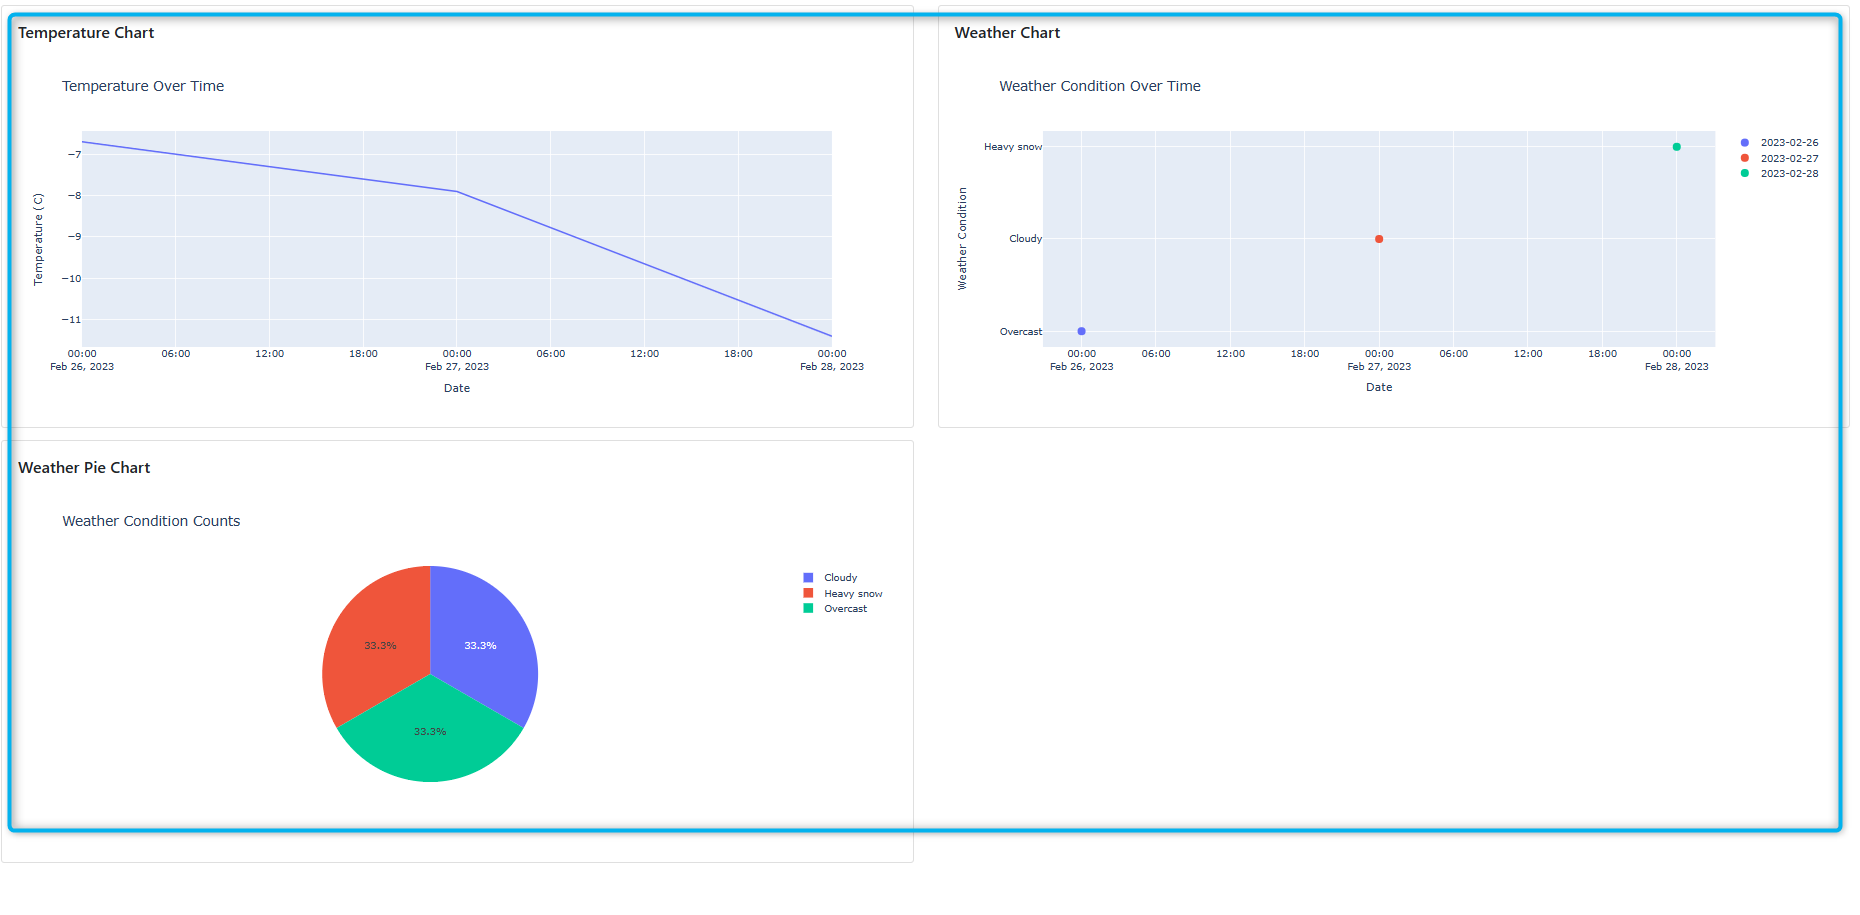 Temperature Chart
Temperature Over Time
Temperature (C)
−7
−8
−9
−10
−11
00:00 06:00 12:00 18:00 00:00 06:00 12:00 18:00 00:00
Feb 26, 2023 Feb 27, 2023 Feb 28, 2023
Date
Weather Chart
Weather Condition Over Time
Weather Condition
Heavy snow
Cloudy
Overcast
00:00 06:00 12:00 18:00 00:00 06:00 12:00 18:00 00:00
Feb 26, 2023 Feb 27, 2023 Feb 28, 2023
Date
2023-02-26
2023-02-27
2023-02-28
Weather Pie Chart
Weather Condition Counts
33.3% 33.3%
33.3%
Cloudy
Heavy snow
Overcast